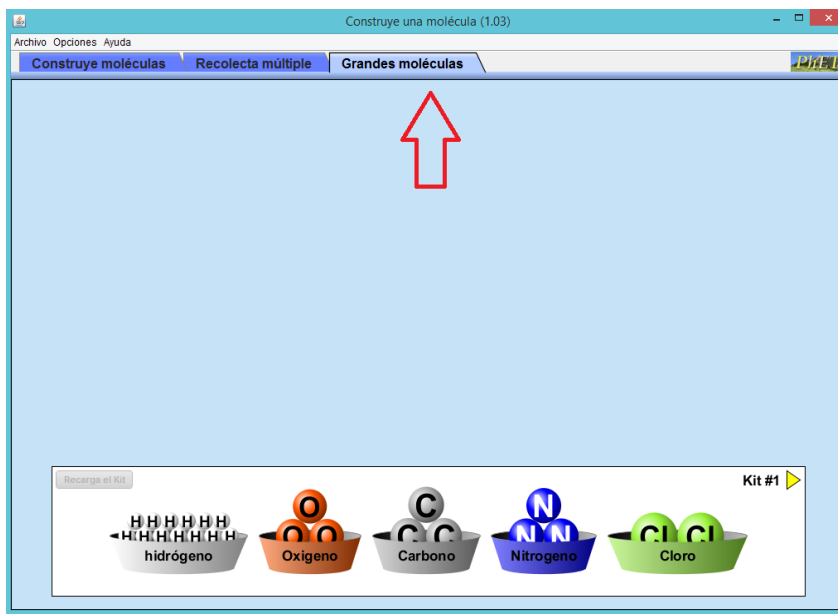 Construye una molécula (1.03)
Archivo Opciones Ayuda
Construye moléculas Recolecta múltiple Grandes moléculas PhET
Recarga el Kit Kit #1
H H H H H H O C N
H H H H H H H O O C C N N Cl Cl
hidrógeno Oxigeno Carbono Nitrogeno Cloro